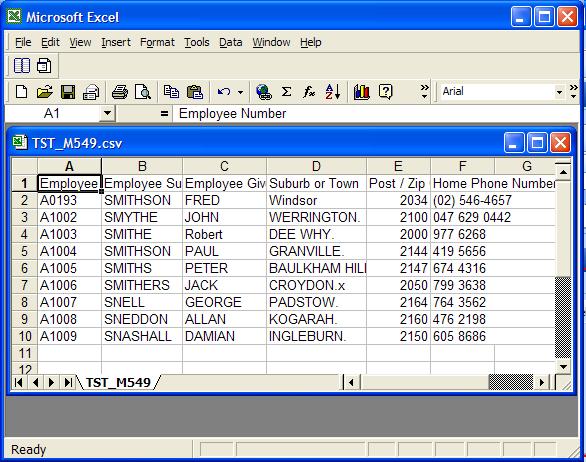 Microsoft Excel
File Edit View Insert Format Tools Data Window Help
Arial
A1 = Employee Number
TST_M549.csv
A B C D E F G
1 Employee Employee Su Employee Giv Suburb or Town Post / Zip Home Phone Number
2 A0193 SMITHSON FRED Windsor 2034 (02) 546-4657
3 A1002 SMYTHE JOHN WERRINGTON. 2100 047 629 0442
4 A1003 SMITHE Robert DEE WHY. 2000 977 6268
5 A1004 SMITHSON PAUL GRANVILLE. 2144 419 5656
6 A1005 SMITHS PETER BAULKHAM HILL 2147 674 4316
7 A1006 SMITHERS JACK CROYDON.x 2050 799 3638
8 A1007 SNELL GEORGE PADSTOW. 2164 764 3562
9 A1008 SNEDDON ALLAN KOGARAH. 2160 476 2198
10 A1009 SNASHALL DAMIAN INGLEBURN. 2150 605 8686
11
12
TST_M549
Ready